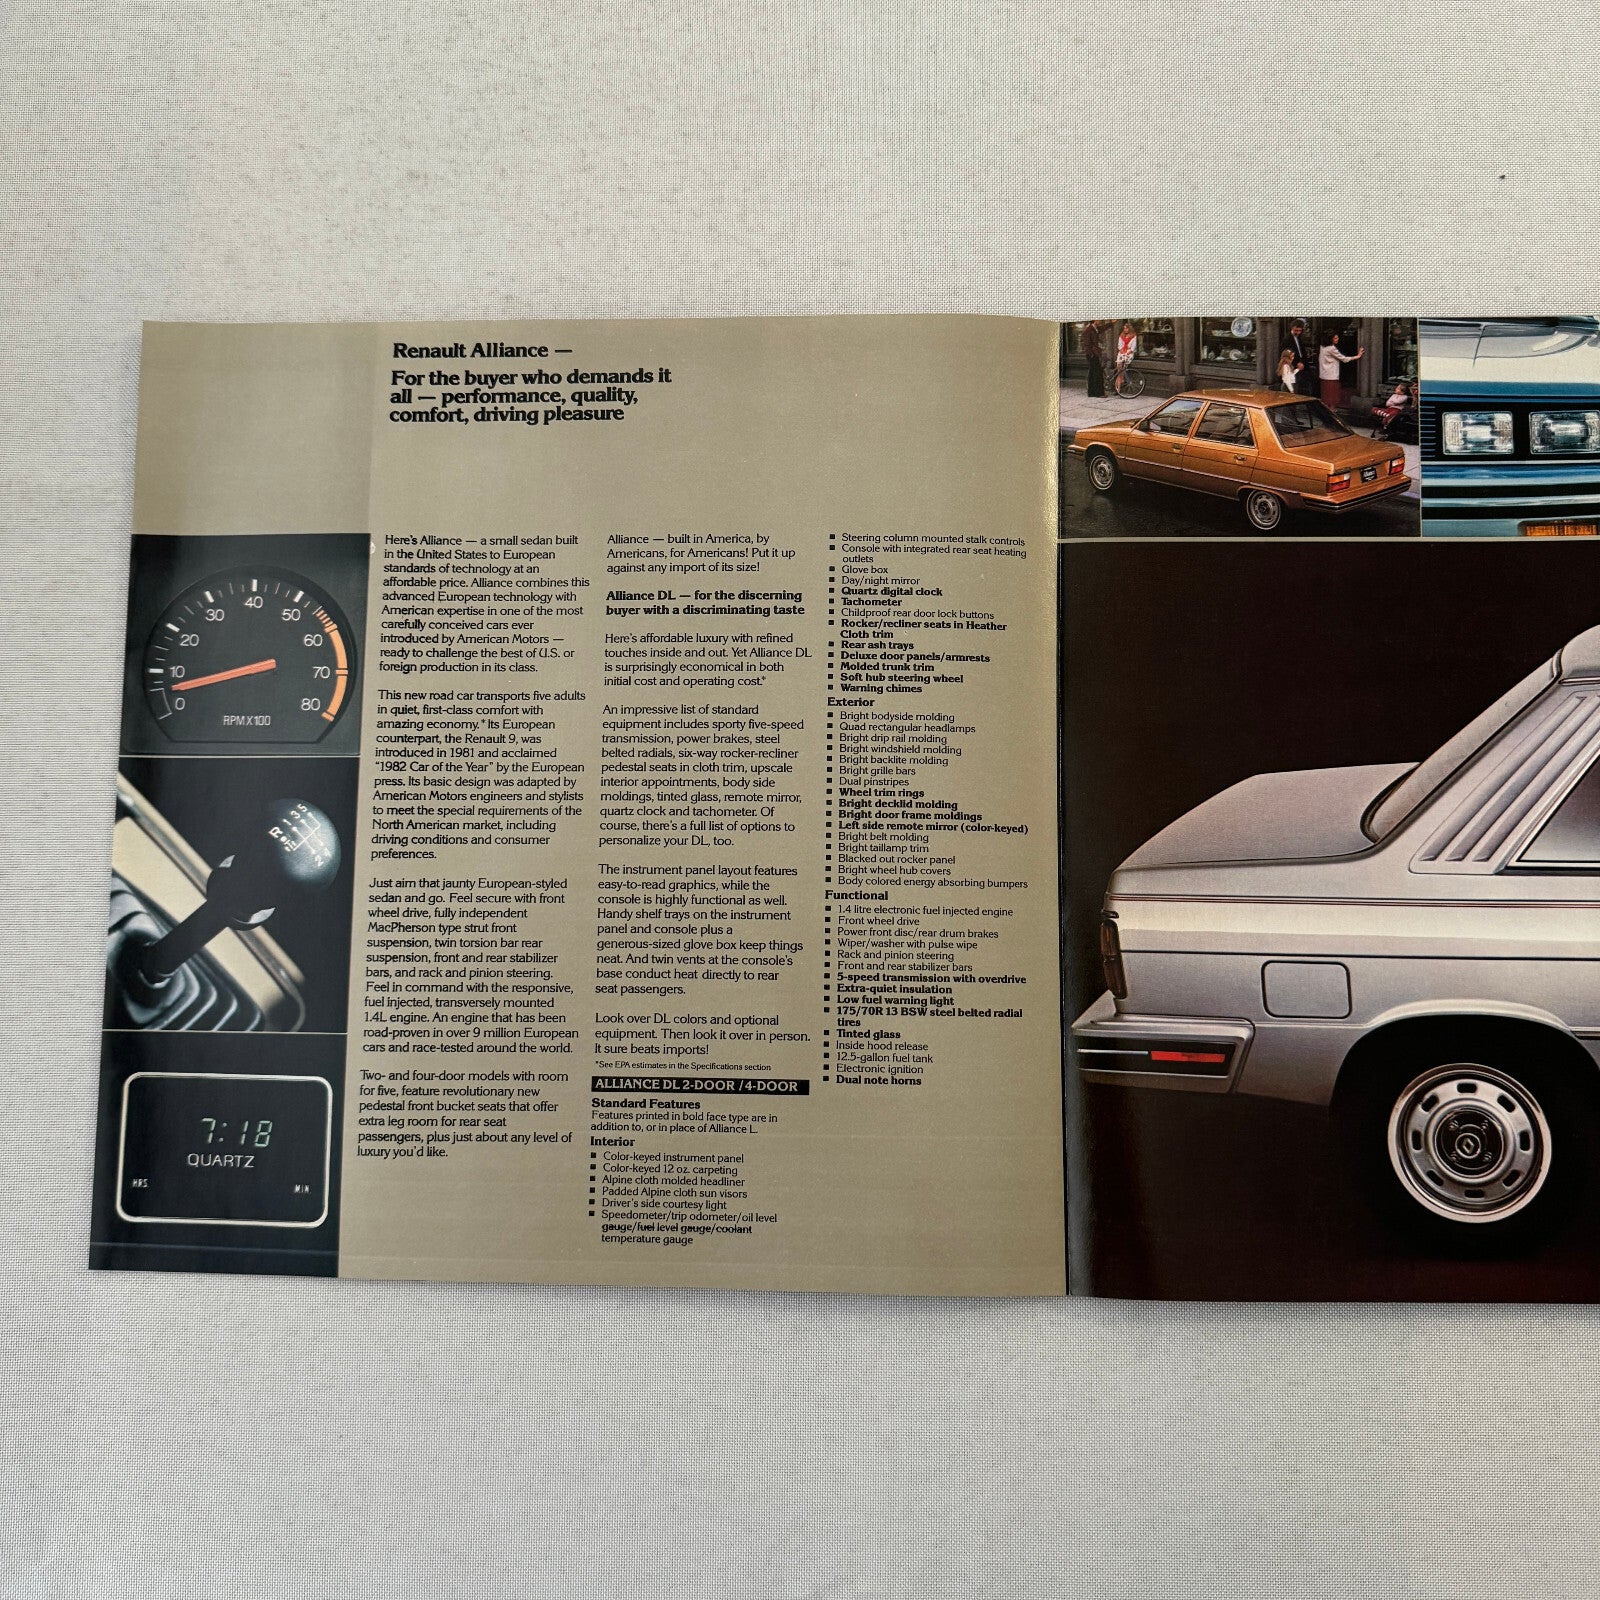 Renault Alliance —
For the buyer who demands it
all — performance, quality,
comfort, driving pleasure
0
10
20
30
40
50
60
70
80
RPM X 100
R 1 3 5
2
7:18
QUARTZ
HRS.
MIN.
Here's Alliance — a small sedan built
in the United States to European
standards of technology at an
affordable price. Alliance combines this
advanced European technology with
American expertise in one of the most
carefully conceived cars ever
introduced by American Motors —
ready to challenge the best of U.S. or
foreign production in its class.
This new road car transports five adults
in quiet, first-class comfort with
amazing economy.* Its European
counterpart, the Renault 9, was
introduced in 1981 and acclaimed
"1982 Car of the Year" by the European
press. Its basic design was adapted by
American Motors engineers and stylists
to meet the special requirements of the
North American market, including
driving conditions and consumer
preferences.
Just aim that jaunty European-styled
sedan and go. Feel secure with front
wheel drive, fully independent
MacPherson type strut front
suspension, twin torsion bar rear
suspension, front and rear stabilizer
bars, and rack and pinion steering.
Feel in command with the responsive,
fuel injected, transversely mounted
1.4L engine. An engine that has been
road-proven in over 9 million European
cars and race-tested around the world.
Two- and four-door models with room
for five, feature revolutionary new
pedestal front bucket seats that offer
extra leg room for rear seat
passengers, plus just about any level of
luxury you'd like.
Alliance — built in America, by
Americans, for Americans! Put it up
against any import of its size!
Alliance DL — for the discerning
buyer with a discriminating taste
Here's affordable luxury with refined
touches inside and out. Yet Alliance DL
is surprisingly economical in both
initial cost and operating cost.*
An impressive list of standard
equipment includes sporty five-speed
transmission, power brakes, steel
belted radials, six-way rocker-recliner
pedestal seats in cloth trim, upscale
interior appointments, body side
moldings, tinted glass, remote mirror,
quartz clock and tachometer. Of
course, there's a full list of options to
personalize your DL, too.
The instrument panel layout features
easy-to-read graphics, while the
console is highly functional as well.
Handy shelf trays on the instrument
panel and console plus a
generous-sized glove box keep things
neat. And twin vents at the console's
base conduct heat directly to rear
seat passengers.
Look over DL colors and optional
equipment. Then look it over in person.
It sure beats imports!
*See EPA estimates in the Specifications section
ALLIANCE DL 2-DOOR / 4-DOOR
Standard Features
Features printed in bold face type are in
addition to, or in place of Alliance L.
Interior
■ Color-keyed instrument panel
■ Color-keyed 12 oz. carpeting
■ Alpine cloth molded headliner
■ Padded Alpine cloth sun visors
■ Driver's side courtesy light
■ Speedometer/trip odometer/oil level
gauge/fuel level gauge/coolant
temperature gauge
■ Steering column mounted stalk controls
■ Console with integrated rear seat heating
outlets
■ Glove box
■ Day/night mirror
■ Quartz digital clock
■ Tachometer
■ Childproof rear door lock buttons
■ Rocker/recliner seats in Heather
Cloth trim
■ Rear ash trays
■ Deluxe door panels/armrests
■ Molded trunk trim
■ Soft hub steering wheel
■ Warning chimes
Exterior
■ Bright bodyside molding
■ Quad rectangular headlamps
■ Bright drip rail molding
■ Bright windshield molding
■ Bright backlite molding
■ Bright grille bars
■ Dual pinstripes
■ Wheel trim rings
■ Bright decklid molding
■ Bright door frame moldings
■ Left side remote mirror (color-keyed)
■ Bright belt molding
■ Bright taillamp trim
■ Blacked out rocker panel
■ Bright wheel hub covers
■ Body colored energy absorbing bumpers
Functional
■ 1.4 litre electronic fuel injected engine
■ Front wheel drive
■ Power front disc/rear drum brakes
■ Wiper/washer with pulse wipe
■ Rack and pinion steering
■ Front and rear stabilizer bars
■ 5-speed transmission with overdrive
■ Extra-quiet insulation
■ Low fuel warning light
■ 175/70R 13 BSW steel belted radial
tires
■ Tinted glass
■ Inside hood release
■ 12.5-gallon fuel tank
■ Electronic ignition
■ Dual note horns